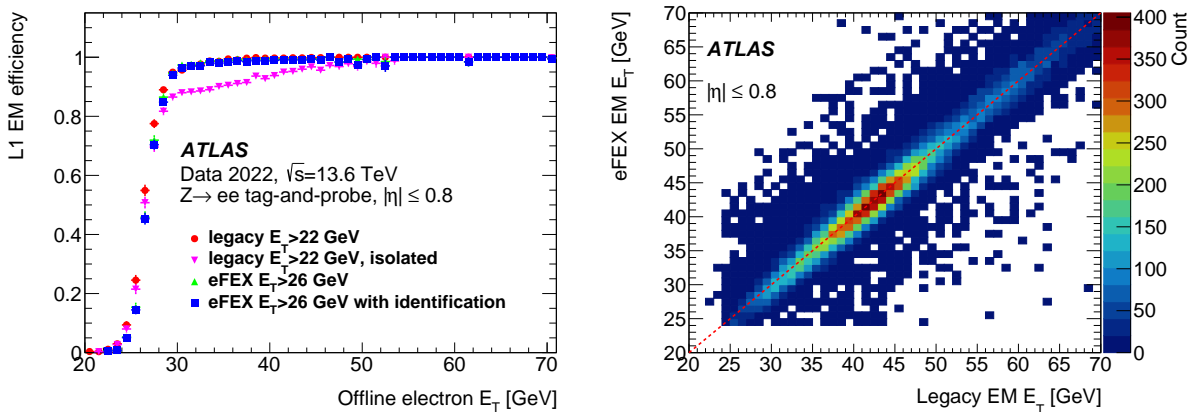 L1 EM efficiency
1
0.8
0.6
0.4
0.2
0
ATLAS
Data 2022, √s=13.6 TeV
Z→ ee tag-and-probe, |η| ≤ 0.8
legacy E_T>22 GeV
legacy E_T>22 GeV, isolated
eFEX E_T>26 GeV
eFEX E_T>26 GeV with identification
20 30 40 50 60 70
Offline electron E_T [GeV]
eFEX EM E_T [GeV]
70
65
60
55
50
45
40
35
30
25
20
ATLAS
|η| ≤ 0.8
20 25 30 35 40 45 50 55 60 65 70
Legacy EM E_T [GeV]
400
350
300
250
200
150
100
50
0
Count